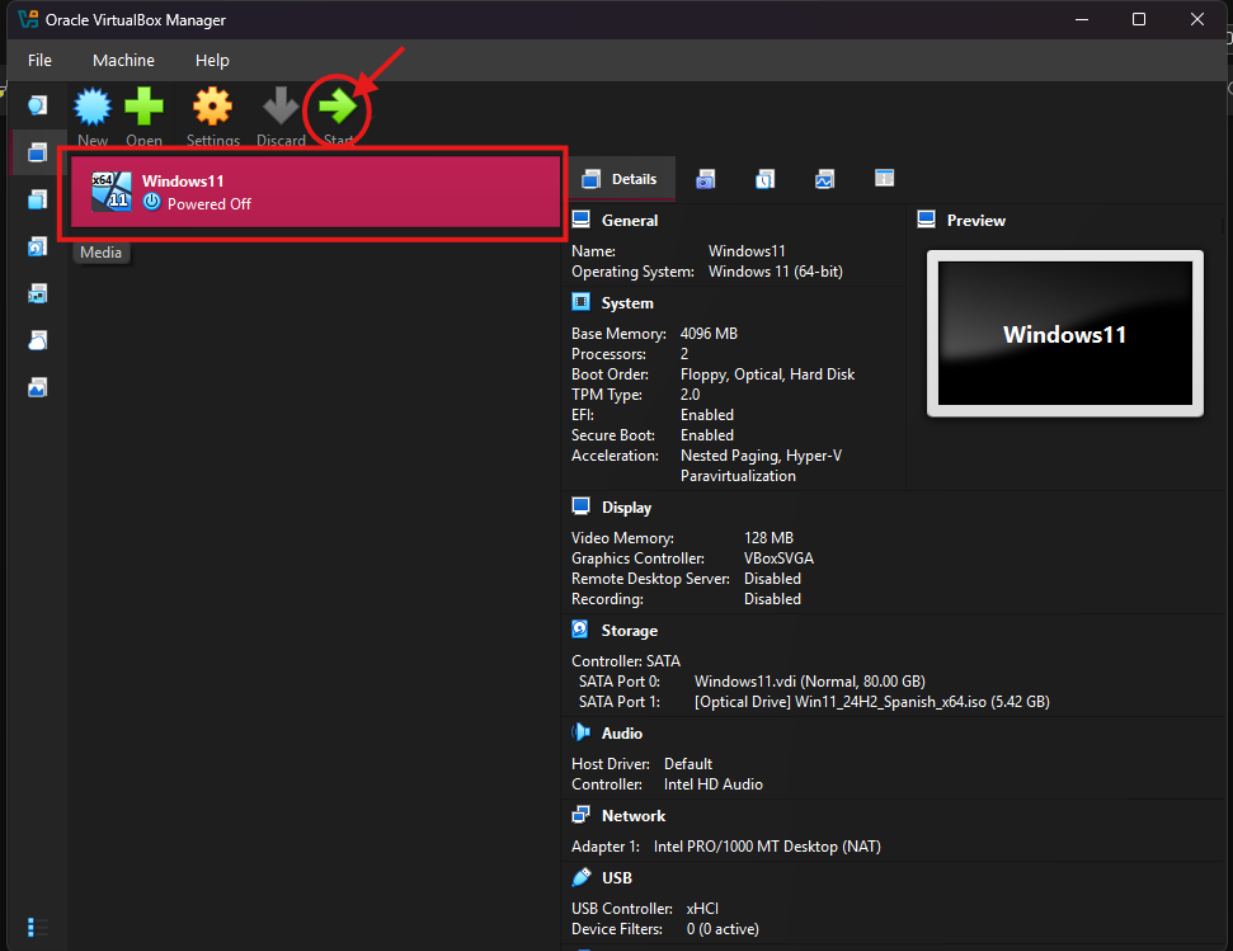 Oracle VirtualBox Manager
File Machine Help
New Open Settings Discard Start
x64
11
Windows11
Powered Off
Media
Details
General
Name: Windows11
Operating System: Windows 11 (64-bit)
System
Base Memory: 4096 MB
Processors: 2
Boot Order: Floppy, Optical, Hard Disk
TPM Type: 2.0
EFI: Enabled
Secure Boot: Enabled
Acceleration: Nested Paging, Hyper-V
Paravirtualization
Preview
Windows11
Display
Video Memory: 128 MB
Graphics Controller: VBoxSVGA
Remote Desktop Server: Disabled
Recording: Disabled
Storage
Controller: SATA
SATA Port 0: Windows11.vdi (Normal, 80.00 GB)
SATA Port 1: [Optical Drive] Win11_24H2_Spanish_x64.iso (5.42 GB)
Audio
Host Driver: Default
Controller: Intel HD Audio
Network
Adapter 1: Intel PRO/1000 MT Desktop (NAT)
USB
USB Controller: xHCI
Device Filters: 0 (0 active)